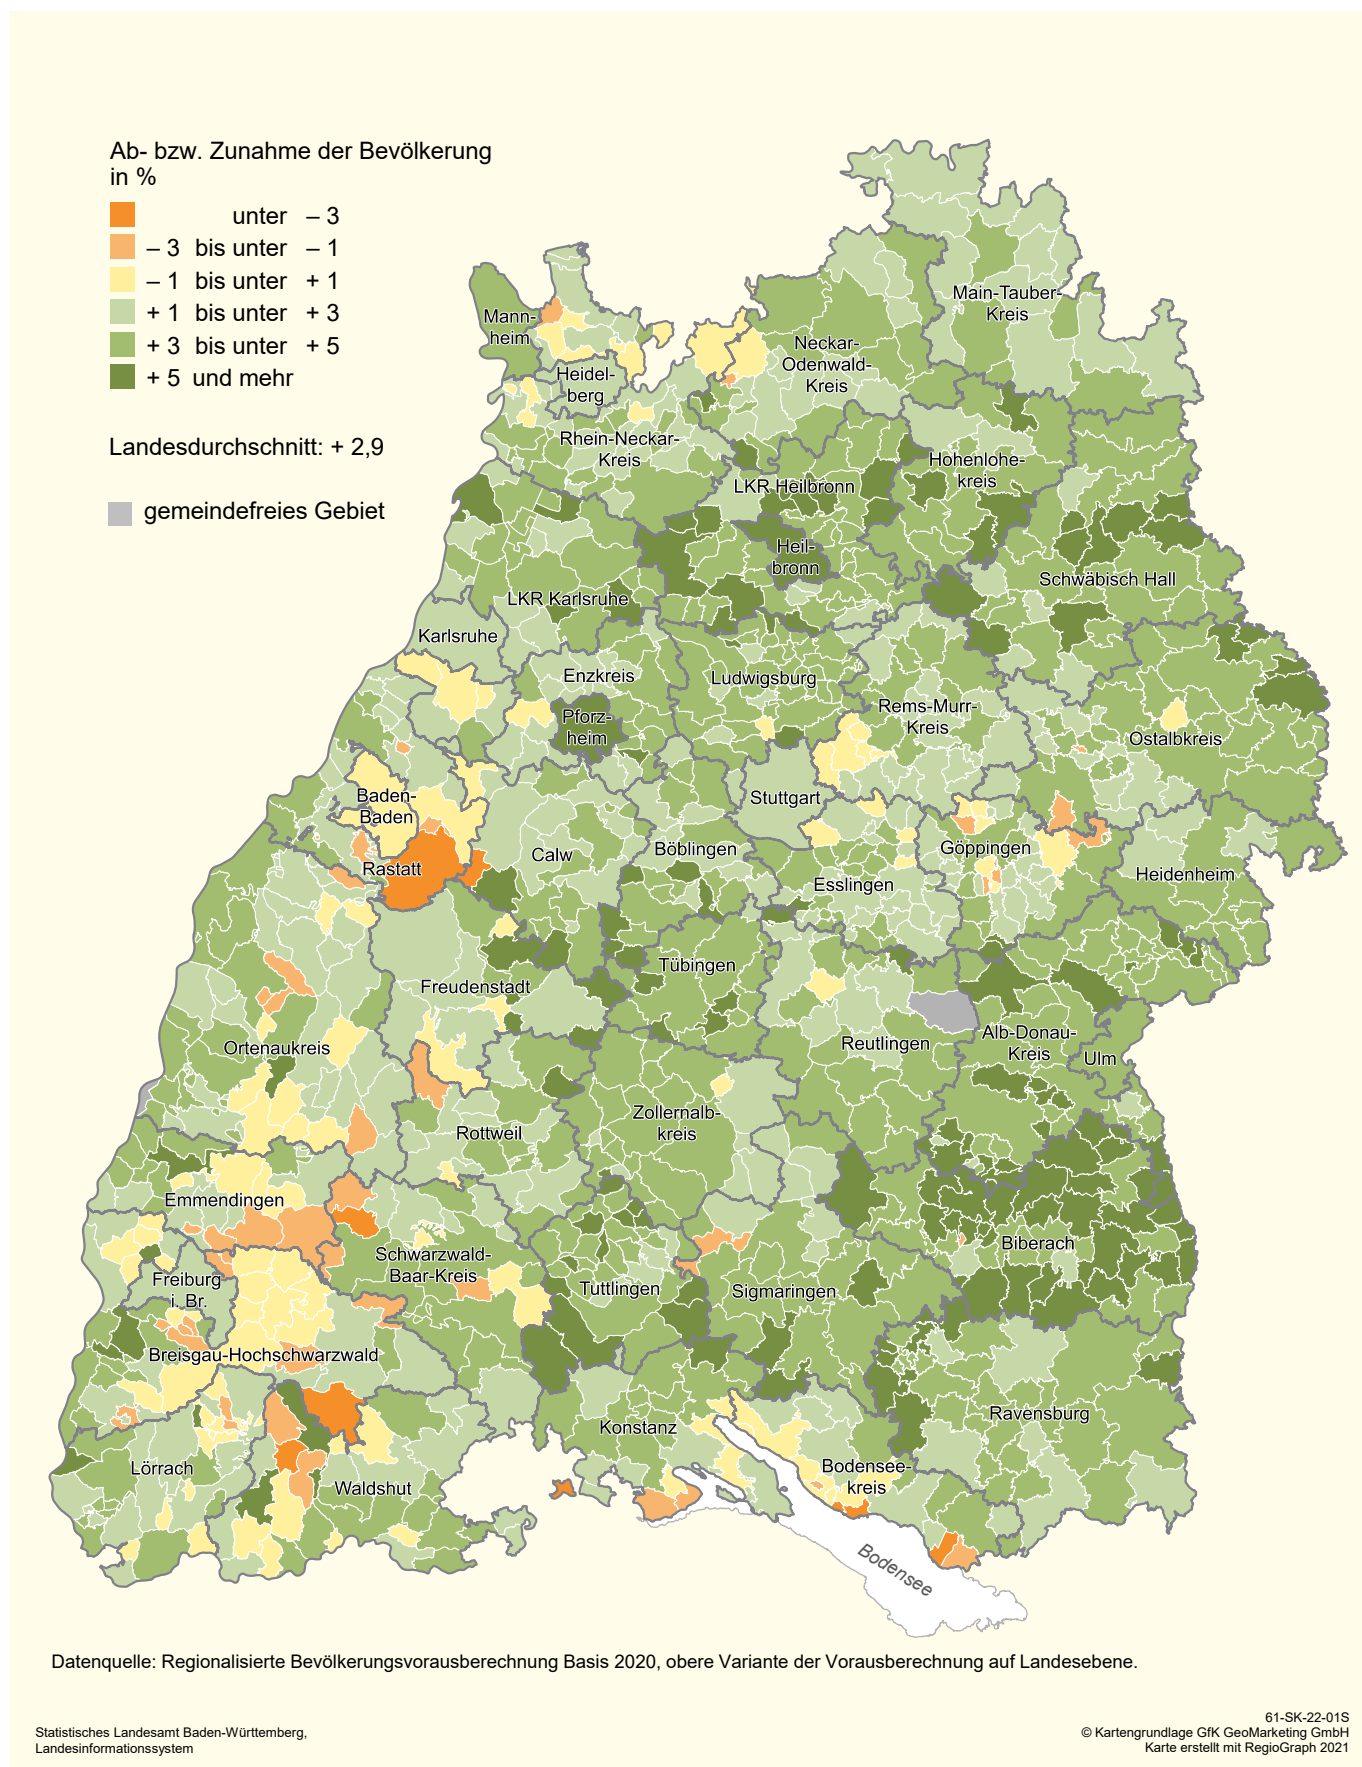 Ab- bzw. Zunahme der Bevölkerung
in %
unter – 3
– 3 bis unter – 1
– 1 bis unter + 1
+ 1 bis unter + 3
+ 3 bis unter + 5
+ 5 und mehr
Landesdurchschnitt: + 2,9
gemeindefreies Gebiet
Main-Tauber-
Kreis
Mann-
heim
Neckar-
Odenwald-
Kreis
Heidel-
berg
Rhein-Neckar-
Kreis
Hohenlohe-
kreis
LKR Heilbronn
Heil-
bronn
Schwäbisch Hall
LKR Karlsruhe
Karlsruhe
Enzkreis
Ludwigsburg
Pforz-
heim
Rems-Murr-
Kreis
Ostalbkreis
Baden-
Baden
Stuttgart
Rastatt
Calw
Böblingen
Göppingen
Esslingen
Heidenheim
Tübingen
Freudenstadt
Ortenaukreis
Reutlingen
Alb-Donau-
Kreis
Ulm
Zollernalb-
kreis
Rottweil
Emmendingen
Schwarzwald-
Baar-Kreis
Biberach
Freiburg
i. Br.
Tuttlingen
Sigmaringen
Breisgau-Hochschwarzwald
Ravensburg
Konstanz
Lörrach
Waldshut
Bodensee-
kreis
Bodensee
Datenquelle: Regionalisierte Bevölkerungsvorausberechnung Basis 2020, obere Variante der Vorausberechnung auf Landesebene.
Statistisches Landesamt Baden-Württemberg,
Landesinformationssystem
61-SK-22-01S
© Kartengrundlage GfK GeoMarketing GmbH
Karte erstellt mit RegioGraph 2021